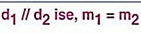 d₁ // d₂ ise, m₁ = m₂